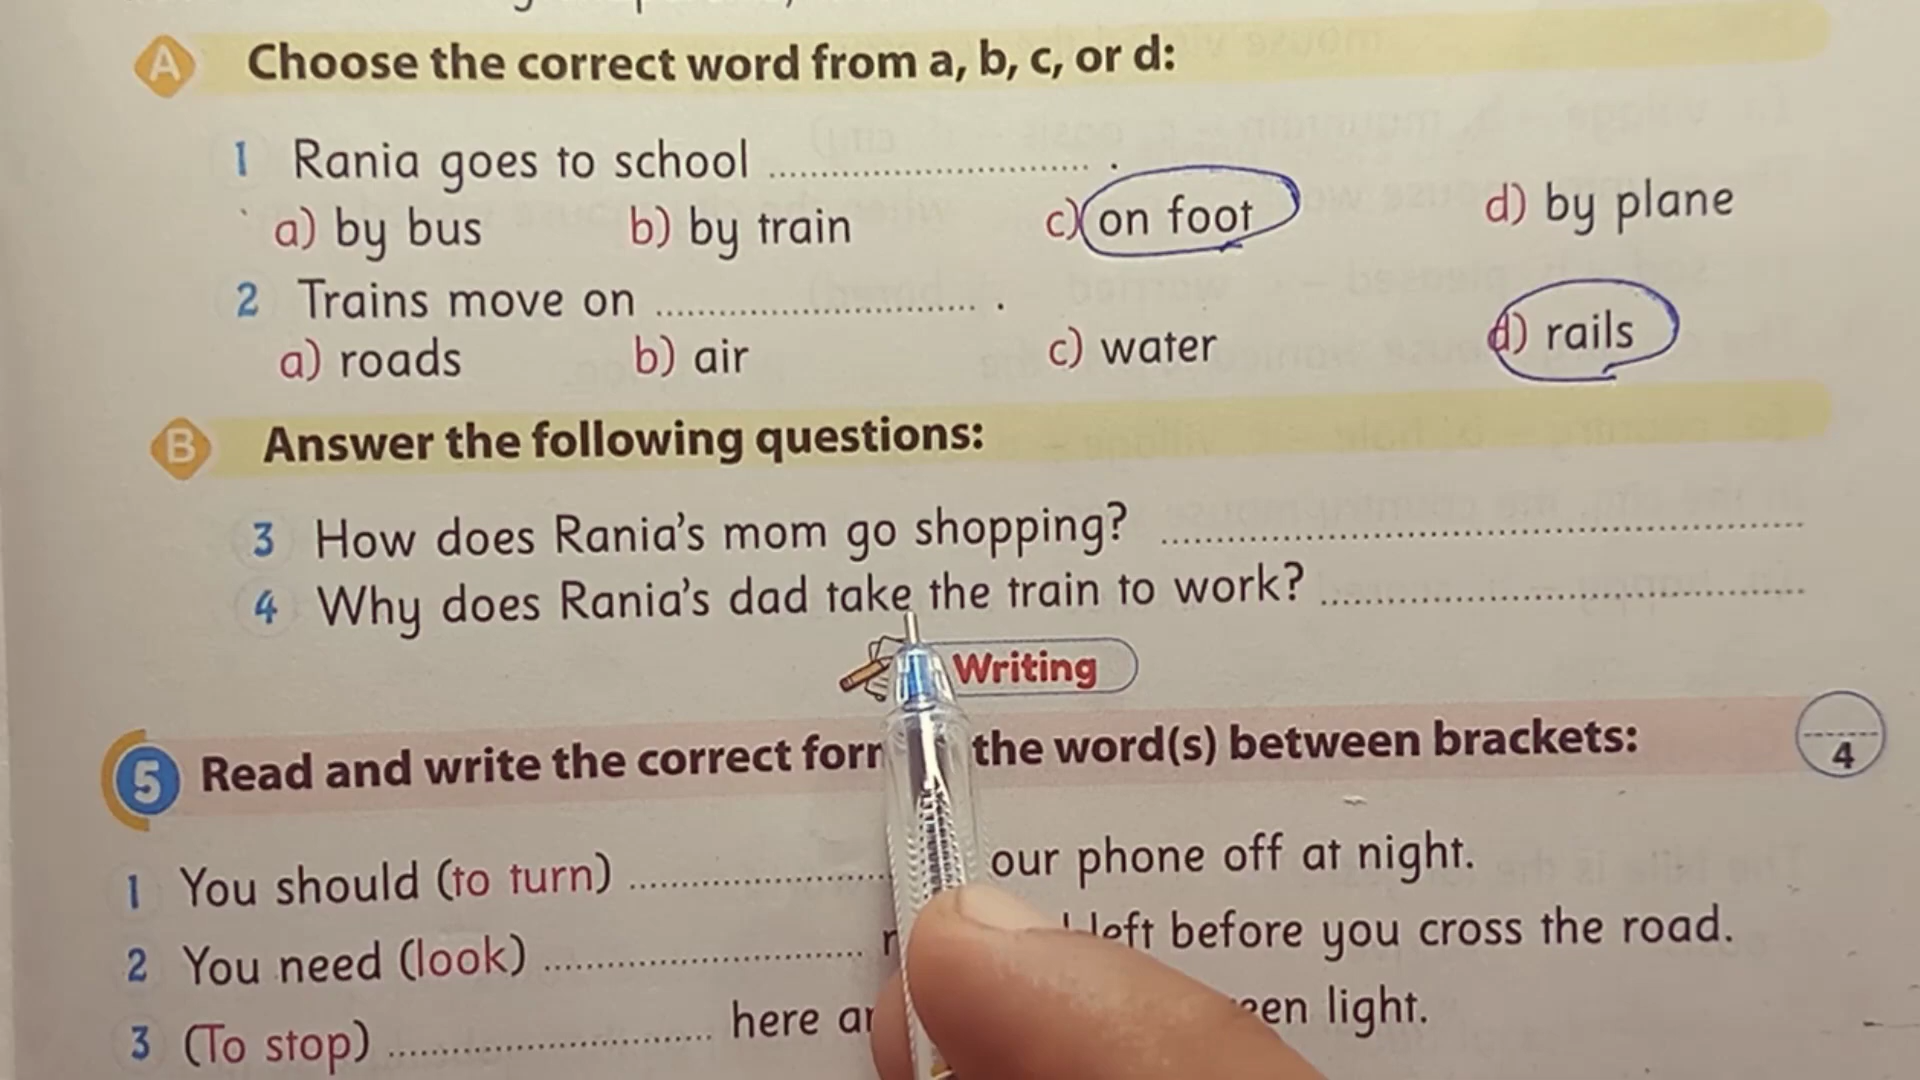 A Choose the correct word from a, b, c, or d:
1 Rania goes to school .
a) by bus b) by train c) on foot d) by plane
2 Trains move on .
a) roads b) air c) water d) rails
B Answer the following questions:
3 How does Rania's mom go shopping?
4 Why does Rania's dad take the train to work?
Writing
5 Read and write the correct the word(s) between brackets:
4
1 You should (to turn) phone off at night.
2 You need (look) left before you cross the road.
3 (To stop) here light.